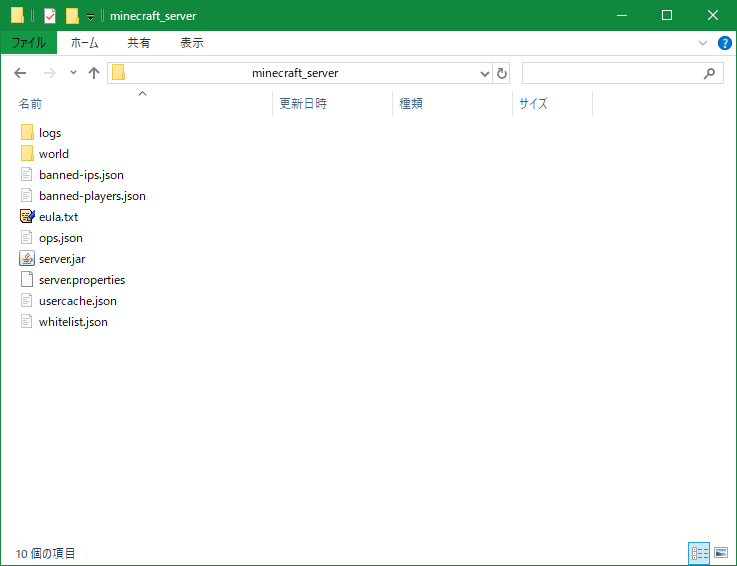 minecraft_server
ファイル ホーム 共有 表示
minecraft_server
名前 更新日時 種類 サイズ
logs
world
banned-ips.json
banned-players.json
eula.txt
ops.json
server.jar
server.properties
usercache.json
whitelist.json
10 個の項目